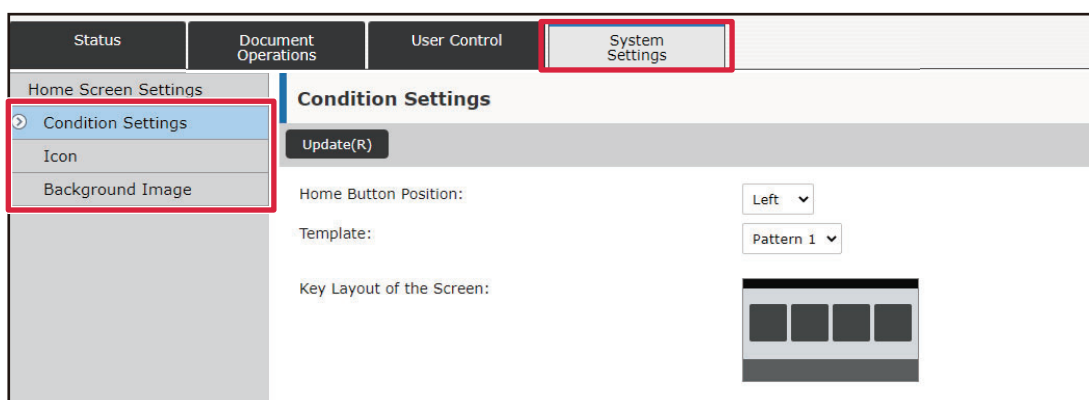 Status
Document
Operations
User Control
System
Settings
Home Screen Settings
Condition Settings
Icon
Background Image
Condition Settings
Update(R)
Home Button Position:
Left
Template:
Pattern 1
Key Layout of the Screen: